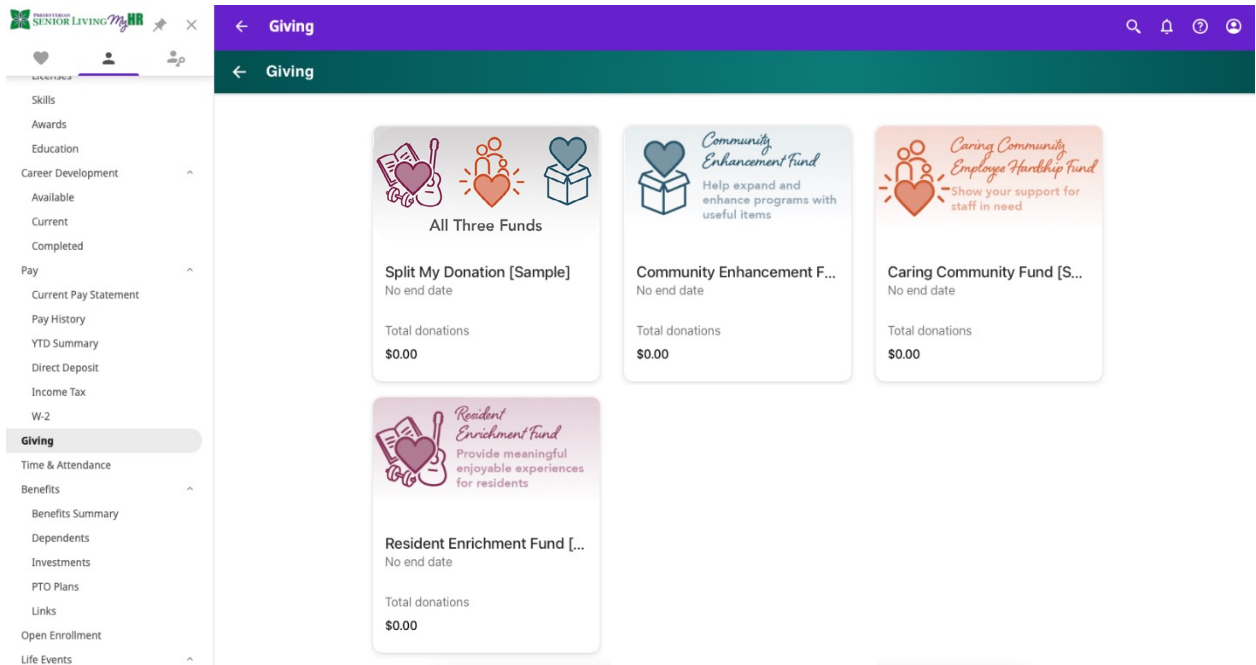 PRESBYTERIAN
SENIOR LIVING MyHR
Licenses
Skills
Awards
Education
Career Development
Available
Current
Completed
Pay
Current Pay Statement
Pay History
YTD Summary
Direct Deposit
Income Tax
W-2
Giving
Time & Attendance
Benefits
Benefits Summary
Dependents
Investments
PTO Plans
Links
Open Enrollment
Life Events
Giving
Giving
All Three Funds
Split My Donation [Sample]
No end date
Total donations
$0.00
Community
Enhancement Fund
Help expand and
enhance programs with
useful items
Community Enhancement F...
No end date
Total donations
$0.00
Caring Community
Employee Hardship Fund
Show your support for
staff in need
Caring Community Fund [S...
No end date
Total donations
$0.00
Resident
Enrichment Fund
Provide meaningful
enjoyable experiences
for residents
Resident Enrichment Fund [...
No end date
Total donations
$0.00